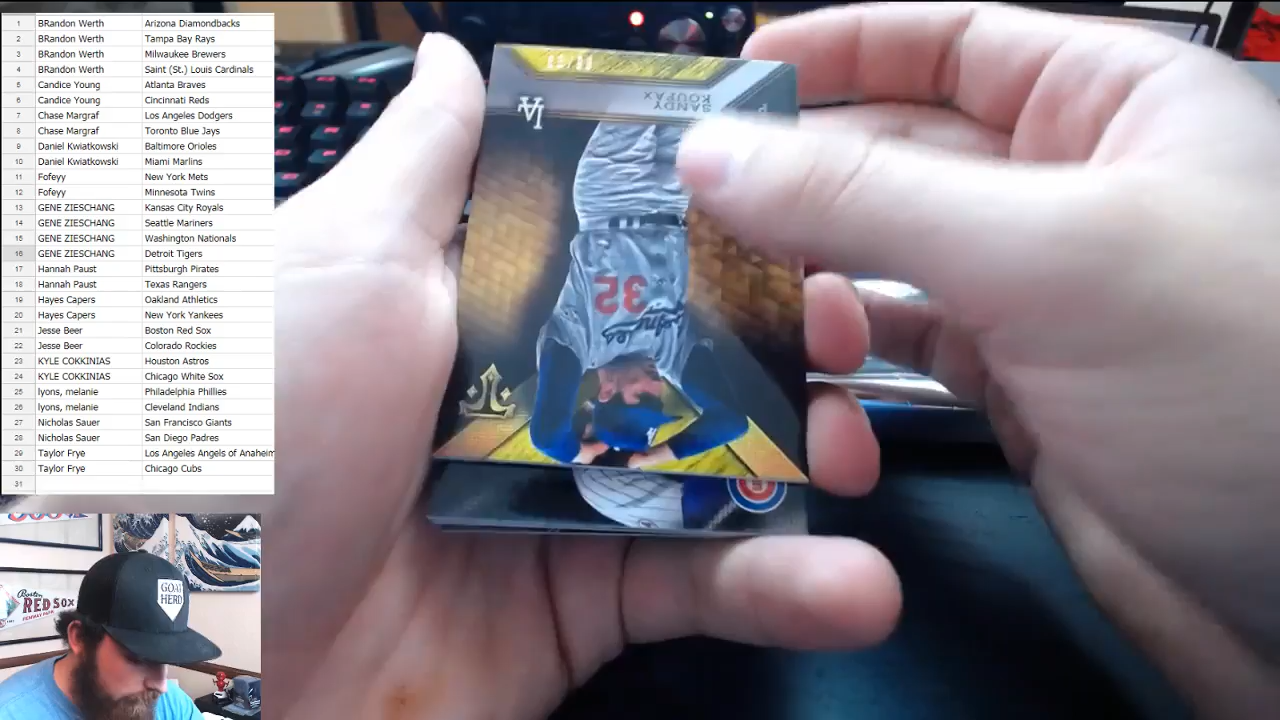 1 BRandon Werth Arizona Diamondbacks
2 BRandon Werth Tampa Bay Rays
3 BRandon Werth Milwaukee Brewers
4 BRandon Werth Saint (St.) Louis Cardinals
5 Candice Young Atlanta Braves
6 Candice Young Cincinnati Reds
7 Chase Margraf Los Angeles Dodgers
8 Chase Margraf Toronto Blue Jays
9 Daniel Kwiatkowski Baltimore Orioles
10 Daniel Kwiatkowski Miami Marlins
11 Fofeyy New York Mets
12 Fofeyy Minnesota Twins
13 GENE ZIESCHANG Kansas City Royals
14 GENE ZIESCHANG Seattle Mariners
15 GENE ZIESCHANG Washington Nationals
16 GENE ZIESCHANG Detroit Tigers
17 Hannah Paust Pittsburgh Pirates
18 Hannah Paust Texas Rangers
19 Hayes Capers Oakland Athletics
20 Hayes Capers New York Yankees
21 Jesse Beer Boston Red Sox
22 Jesse Beer Colorado Rockies
23 KYLE COKKINIAS Houston Astros
24 KYLE COKKINIAS Chicago White Sox
25 lyons, melanie Philadelphia Phillies
26 lyons, melanie Cleveland Indians
27 Nicholas Sauer San Francisco Giants
28 Nicholas Sauer San Diego Padres
29 Taylor Frye Los Angeles Angels of Anaheim
30 Taylor Frye Chicago Cubs
31
SANDY
KOUFAX
P
LA
32
Dodgers
GOAT
HERD
Boston
RED SOX
FENWAY PARK